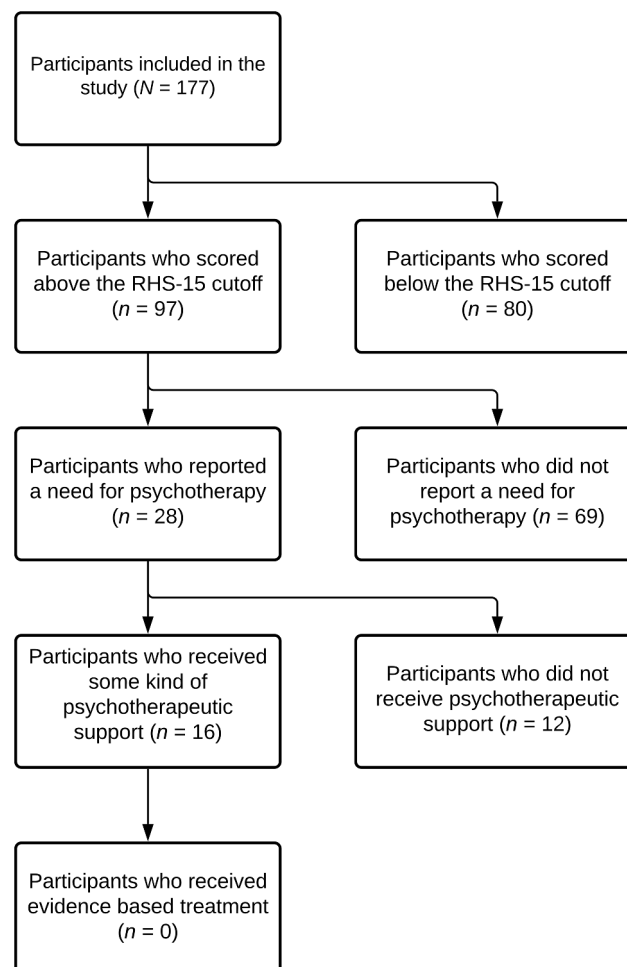 Participants included in the
study (N = 177)
Participants who scored
above the RHS-15 cutoff
(n = 97)
Participants who scored
below the RHS-15 cutoff
(n = 80)
Participants who reported
a need for psychotherapy
(n = 28)
Participants who did not
report a need for
psychotherapy (n = 69)
Participants who received
some kind of
psychotherapeutic
support (n = 16)
Participants who did not
receive psychotherapeutic
support (n = 12)
Participants who received
evidence based treatment
(n = 0)